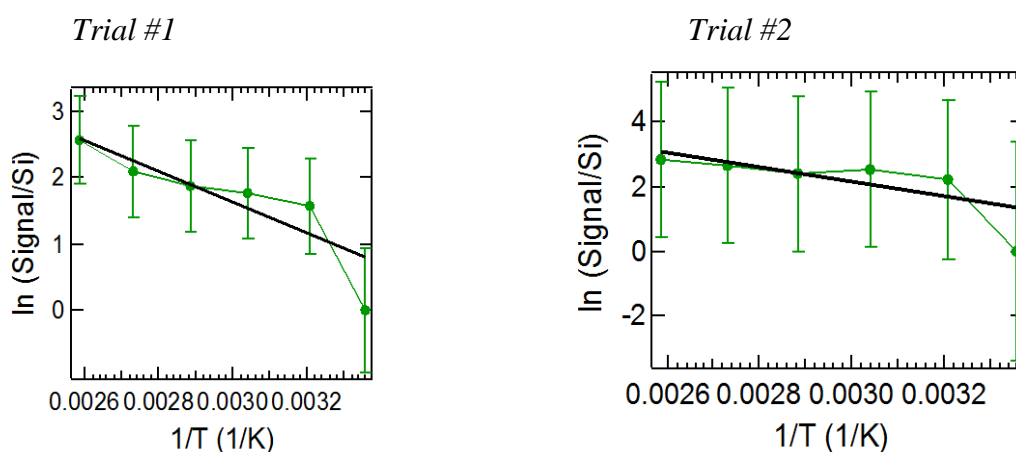 Trial #1
Trial #2
3
2
1
0
ln (Signal/Si)
0.0026 0.0028 0.0030 0.0032
1/T (1/K)
4
2
0
-2
ln (Signal/Si)
0.0026 0.0028 0.0030 0.0032
1/T (1/K)